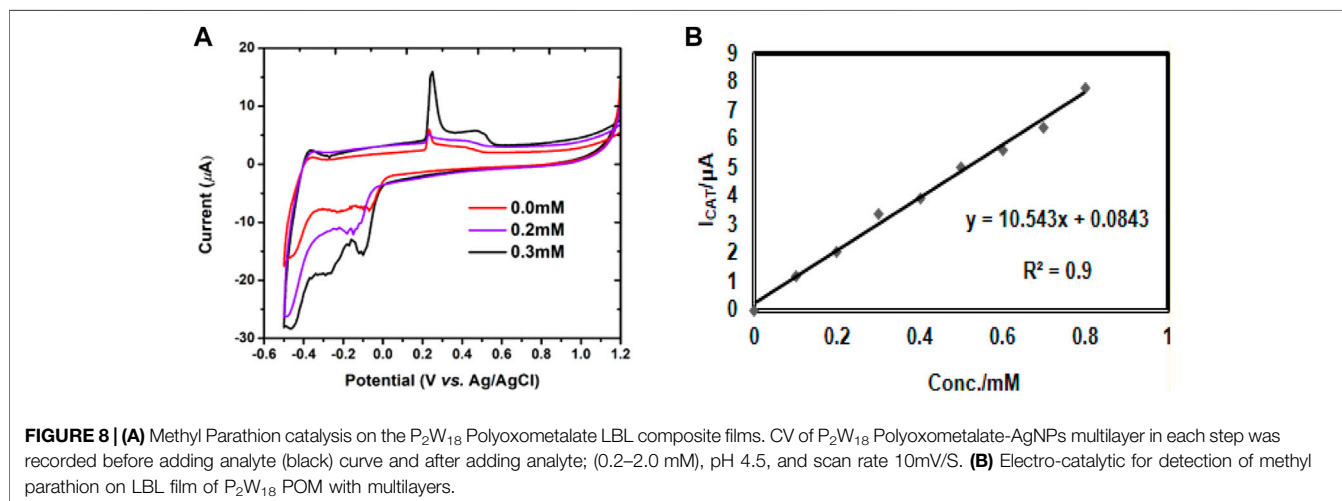 A
20
10
0
-10
-20
-30
Current (µA)
0.0mM
0.2mM
0.3mM
-0.6 -0.4 -0.2 0.0 0.2 0.4 0.6 0.8 1.0 1.2
Potential (V vs. Ag/AgCl)
B
9
8
7
6
5
4
3
2
1
0
I_CAT/µA
y = 10.543x + 0.0843
R² = 0.9
0 0.2 0.4 0.6 0.8 1
Conc./mM
FIGURE 8 | (A) Methyl Parathion catalysis on the P₂W₁₈ Polyoxometalate LBL composite films. CV of P₂W₁₈ Polyoxometalate-AgNPs multilayer in each step was
recorded before adding analyte (black) curve and after adding analyte; (0.2–2.0 mM), pH 4.5, and scan rate 10mV/S. (B) Electro-catalytic for detection of methyl
parathion on LBL film of P₂W₁₈ POM with multilayers.